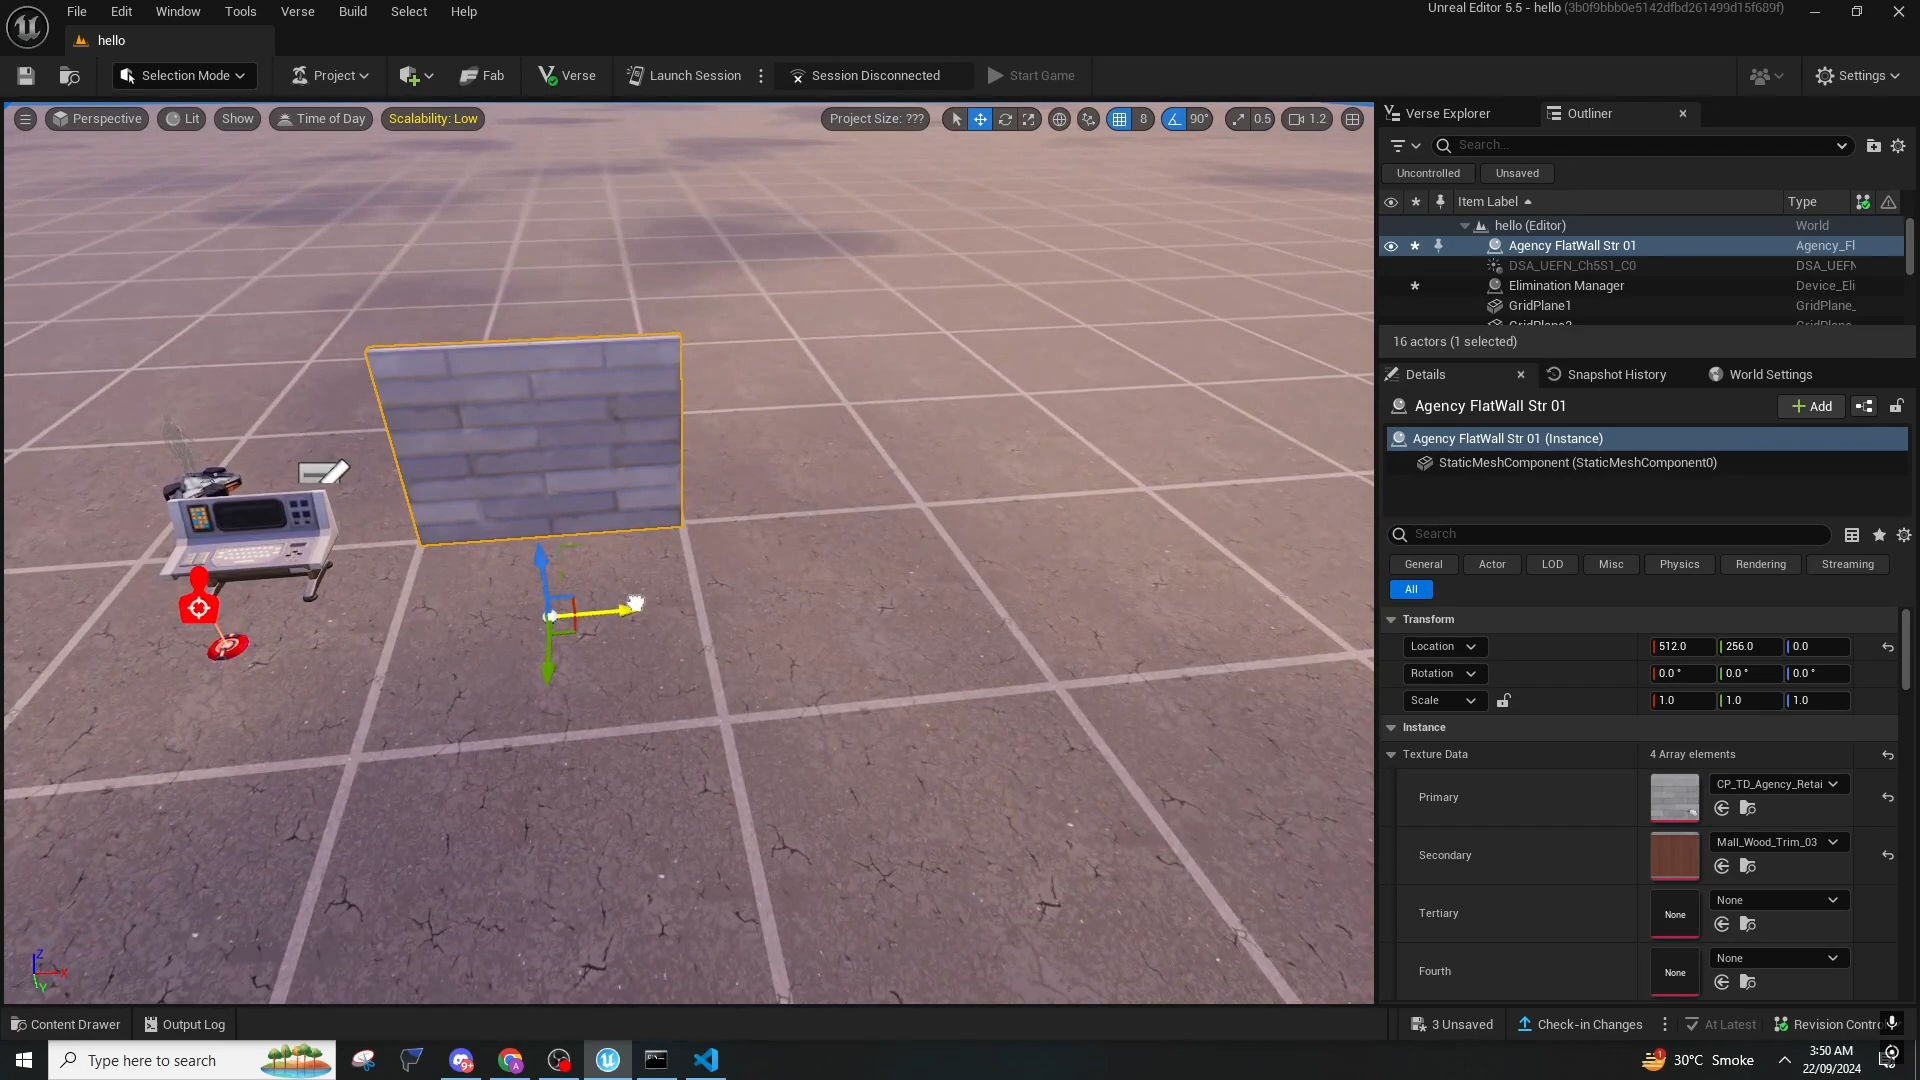 File Edit Window Tools Verse Build Select Help
Unreal Editor 5.5 - hello (3b0f9bbb0e5142dfbd261499d15f689f)
hello
Selection Mode
Project
Fab
Verse
Launch Session
Session Disconnected
Start Game
Settings
Perspective
Lit
Show
Time of Day
Scalability: Low
Project Size: ???
8
90°
0.5
1.2
Verse Explorer
Outliner
Search...
Uncontrolled
Unsaved
Item Label
Type
hello (Editor)
World
Agency FlatWall Str 01
Agency_Fl
DSA_UEFN_Ch5S1_C0
DSA_UEFN
Elimination Manager
Device_Eli
GridPlane1
GridPlane_
GridPlane2
GridPlane
16 actors (1 selected)
Details
Snapshot History
World Settings
Agency FlatWall Str 01
Add
Agency FlatWall Str 01 (Instance)
StaticMeshComponent (StaticMeshComponent0)
Search
General
Actor
LOD
Misc
Physics
Rendering
Streaming
All
Transform
Location
512.0
256.0
0.0
Rotation
0.0 °
0.0 °
0.0 °
Scale
1.0
1.0
1.0
Instance
Texture Data
4 Array elements
Primary
CP_TD_Agency_Retai
Secondary
Mall_Wood_Trim_03
Tertiary
None
None
Fourth
None
None
Z
X
Y
Content Drawer
Output Log
3 Unsaved
Check-in Changes
At Latest
Revision Contro
Type here to search
9+
A
1
30°C Smoke
3:50 AM
22/09/2024